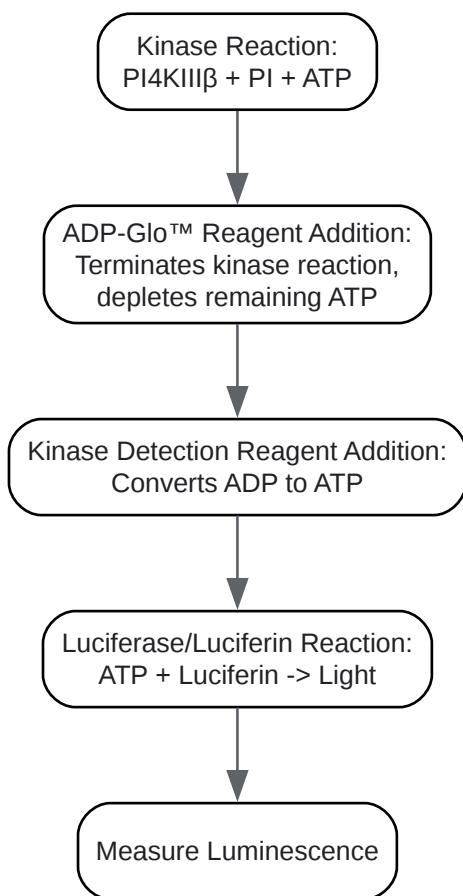 Kinase Reaction:
PI4KIIIβ + PI + ATP
ADP-Glo™ Reagent Addition:
Terminates kinase reaction,
depletes remaining ATP
Kinase Detection Reagent Addition:
Converts ADP to ATP
Luciferase/Luciferin Reaction:
ATP + Luciferin -> Light
Measure Luminescence